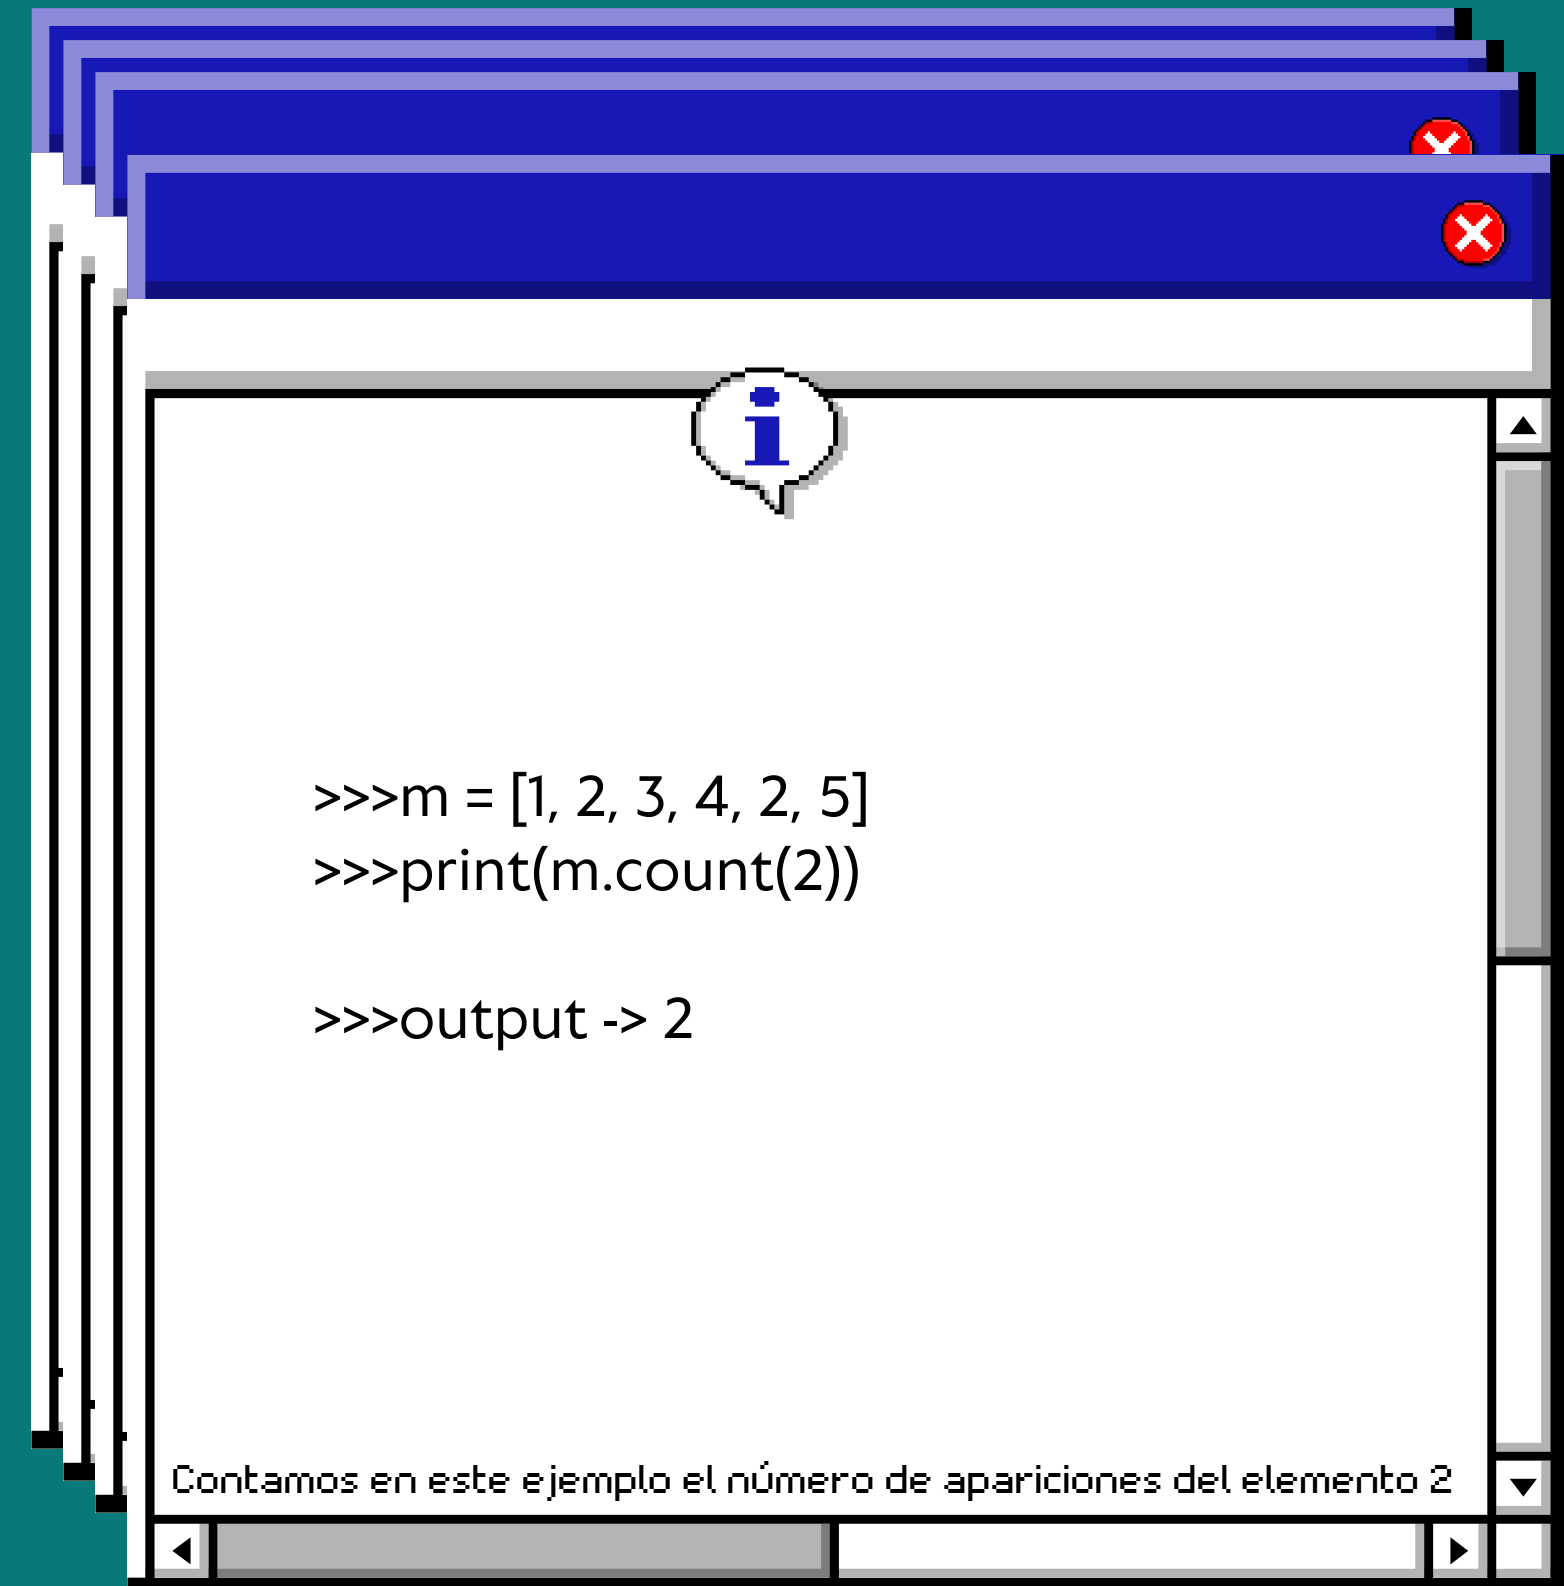 i
>>>m = [1, 2, 3, 4, 2, 5]
>>>print(m.count(2))
>>>output -> 2
Contamos en este ejemplo el número de apariciones del elemento 2